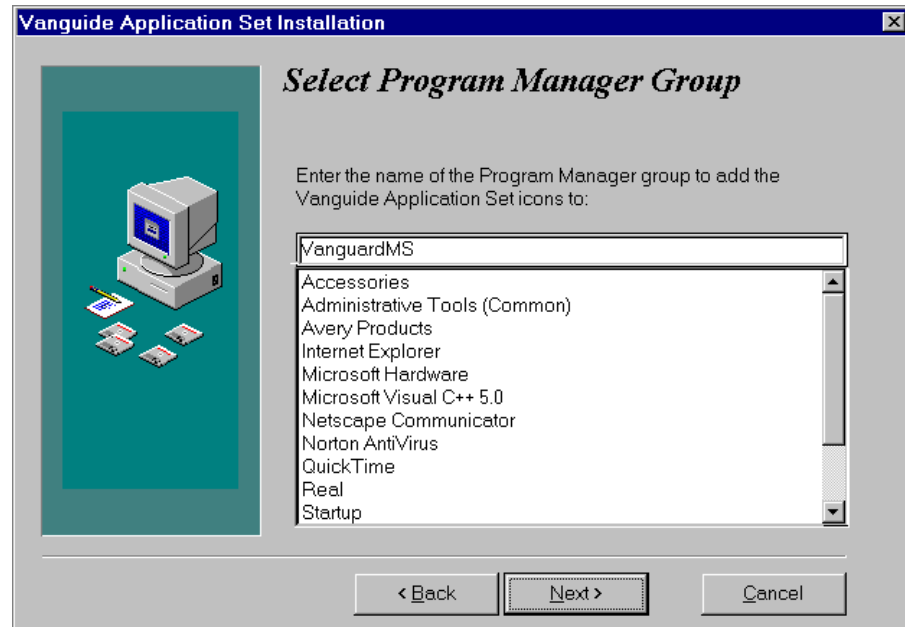 Vanguide Application Set Installation
Select Program Manager Group
Enter the name of the Program Manager group to add the
Vanguide Application Set icons to:
VanguardMS
Accessories
Administrative Tools (Common)
Avery Products
Internet Explorer
Microsoft Hardware
Microsoft Visual C++ 5.0
Netscape Communicator
Norton AntiVirus
QuickTime
Real
Startup
< Back Next > Cancel